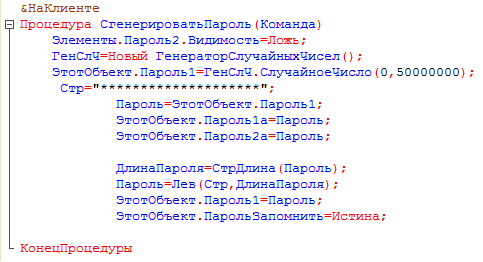 &НаКлиенте
Процедура СгенерироватьПароль(Команда)
Элементы.Пароль2.Видимость=Ложь;
ГенСлЧ=Новый ГенераторСлучайныхЧисел();
ЭтотОбъект.Пароль1=ГенСлЧ.СлучайноеЧисло(0,50000000);
Стр="********************";
Пароль=ЭтотОбъект.Пароль1;
ЭтотОбъект.Пароль1а=Пароль;
ЭтотОбъект.Пароль2а=Пароль;
ДлинаПароля=СтрДлина(Пароль);
Пароль=Лев(Стр,ДлинаПароля);
ЭтотОбъект.Пароль1=Пароль;
ЭтотОбъект.ПарольЗапомнить=Истина;
КонецПроцедуры